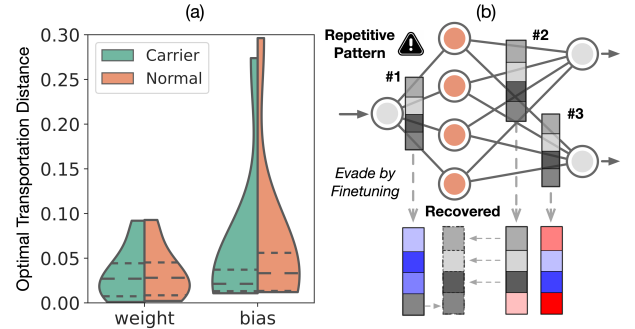 (a)
Optimal Transportation Distance
0.30
0.25
0.20
0.15
0.10
0.05
0.00
Carrier
Normal
weight
bias
(b)
Repetitive
Pattern
!
#1
#2
#3
Evade by
Finetuning
Recovered